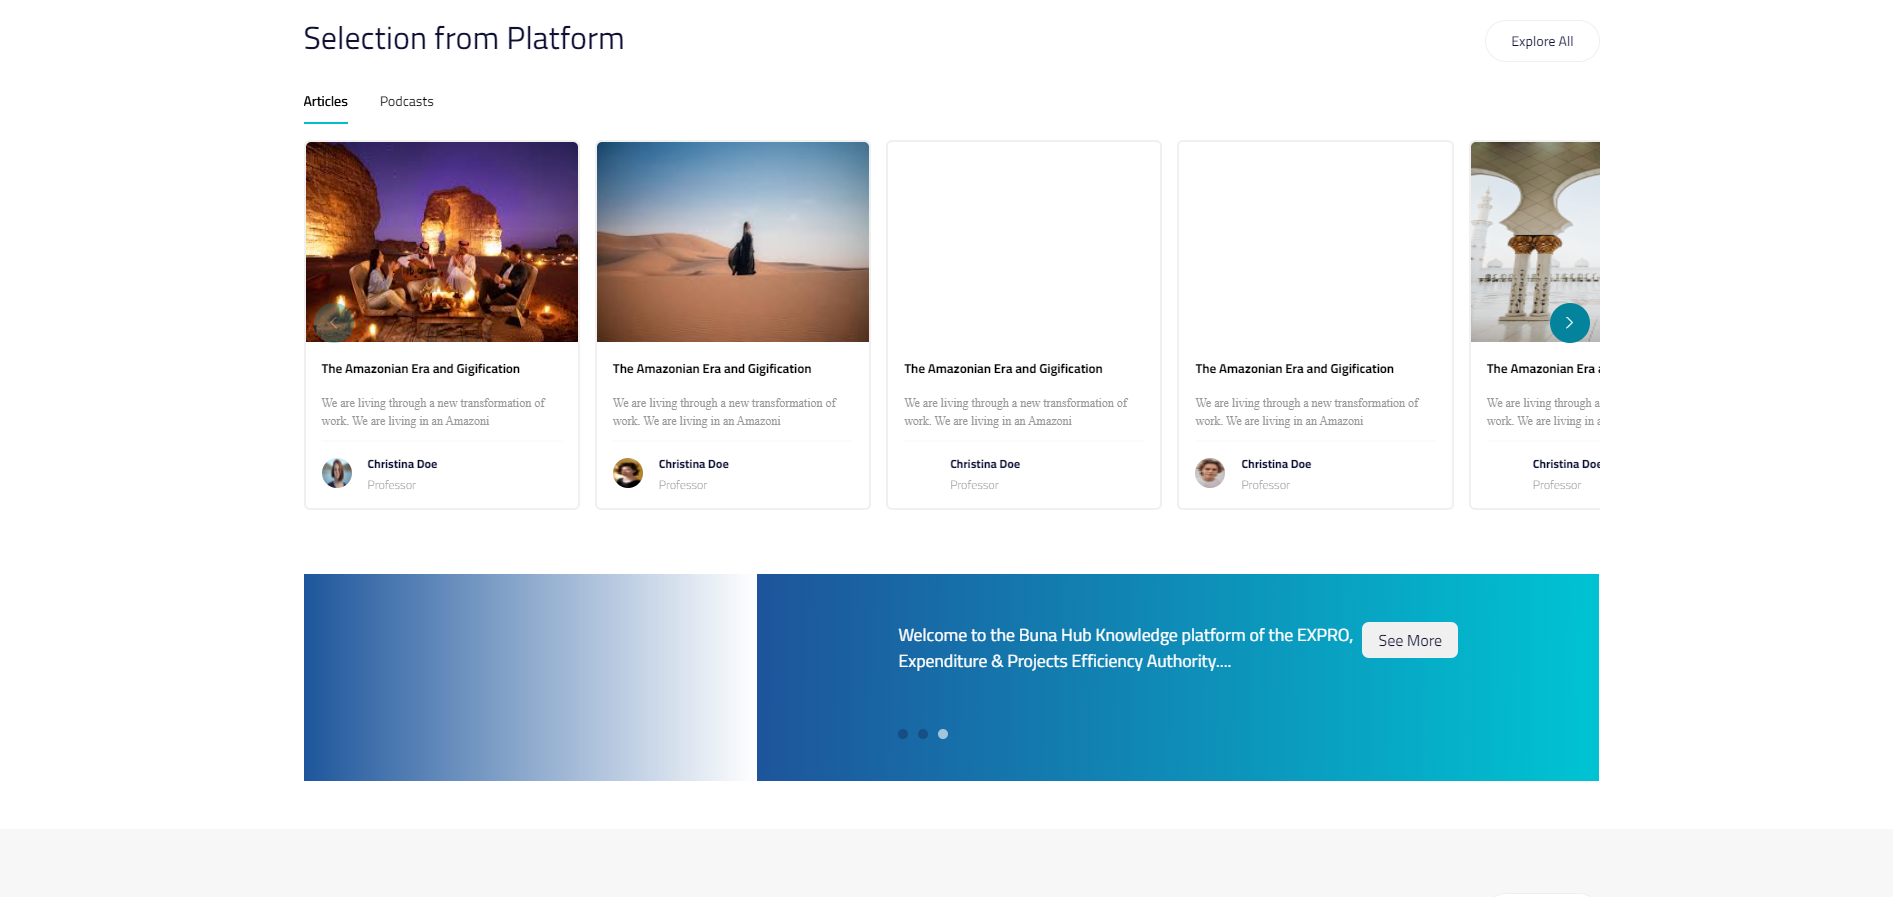 Selection from Platform
Explore All
Articles
Podcasts
The Amazonian Era and Gigification
We are living through a new transformation of
work. We are living in an Amazoni
Christina Doe
Professor
The Amazonian Era and Gigification
We are living through a new transformation of
work. We are living in an Amazoni
Christina Doe
Professor
The Amazonian Era and Gigification
We are living through a new transformation of
work. We are living in an Amazoni
Christina Doe
Professor
The Amazonian Era and Gigification
We are living through a new transformation of
work. We are living in an Amazoni
Christina Doe
Professor
The Amazonian Era
We are living through a
work. We are living in
Christina Doe
Professor
Welcome to the Buna Hub Knowledge platform of the EXPRO,
Expenditure & Projects Efficiency Authority....
See More